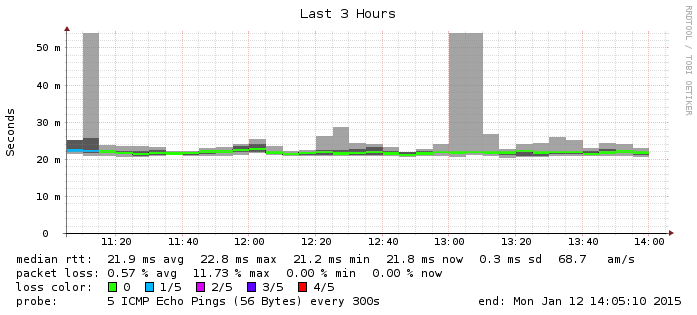 Last 3 Hours
RRDTOOL / TOBI OETIKER
Seconds
50 m
40 m
30 m
20 m
10 m
0
11:20 11:40 12:00 12:20 12:40 13:00 13:20 13:40 14:00
median rtt: 21.9 ms avg 22.8 ms max 21.2 ms min 21.8 ms now 0.3 ms sd 68.7 am/s
packet loss: 0.57 % avg 11.73 % max 0.00 % min 0.00 % now
loss color: 0 1/5 2/5 3/5 4/5
probe: 5 ICMP Echo Pings (56 Bytes) every 300s end: Mon Jan 12 14:05:10 2015